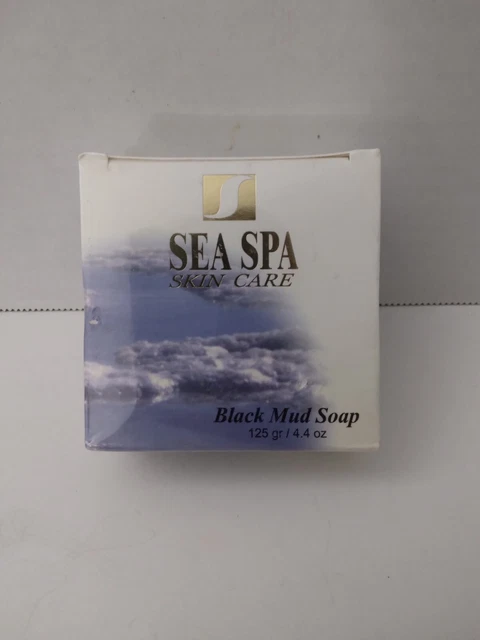 SEA SPA
SKIN CARE
Black Mud Soap
125 gr / 4.4 oz